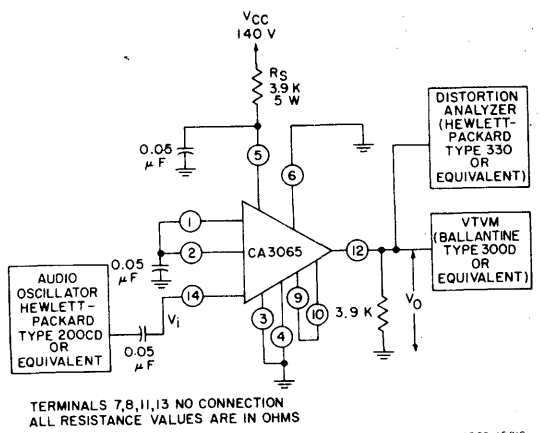 VCC
140 V
RS
3.9 K
5 W
0.05
μF
5
6
DISTORTION
ANALYZER
(HEWLETT-
PACKARD
TYPE 330
OR
EQUIVALENT)
1
2
CA3065
12
VTVM
(BALLANTINE
TYPE 300D
OR
EQUIVALENT)
0.05
μF
AUDIO
OSCILLATOR
HEWLETT-
PACKARD
TYPE 200CD
OR
EQUIVALENT
14
Vi
0.05
μF
3
4
9
10
3.9 K
VO
TERMINALS 7,8,11,13 NO CONNECTION
ALL RESISTANCE VALUES ARE IN OHMS